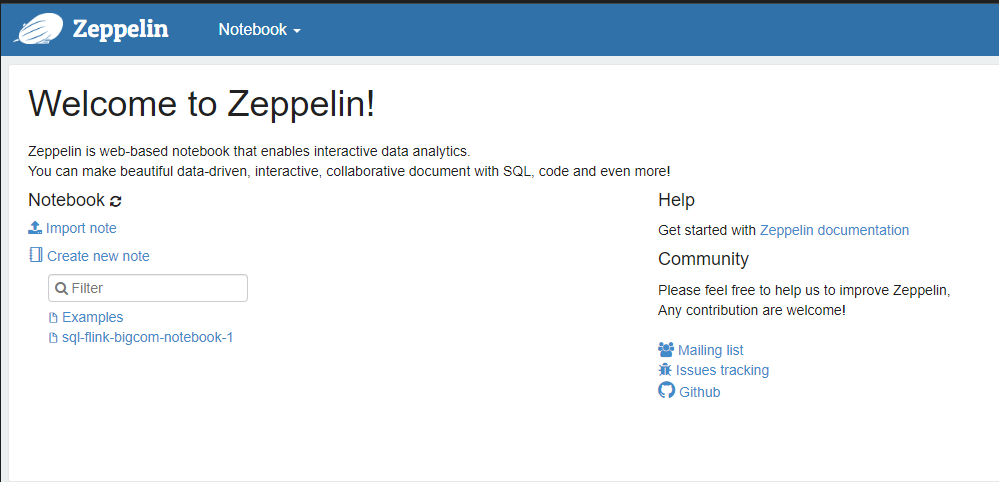 Zeppelin
Notebook
Welcome to Zeppelin!
Zeppelin is web-based notebook that enables interactive data analytics.
You can make beautiful data-driven, interactive, collaborative document with SQL, code and even more!
Notebook
Import note
Create new note
Filter
Examples
sql-flink-bigcom-notebook-1
Help
Get started with Zeppelin documentation
Community
Please feel free to help us to improve Zeppelin,
Any contribution are welcome!
Mailing list
Issues tracking
Github